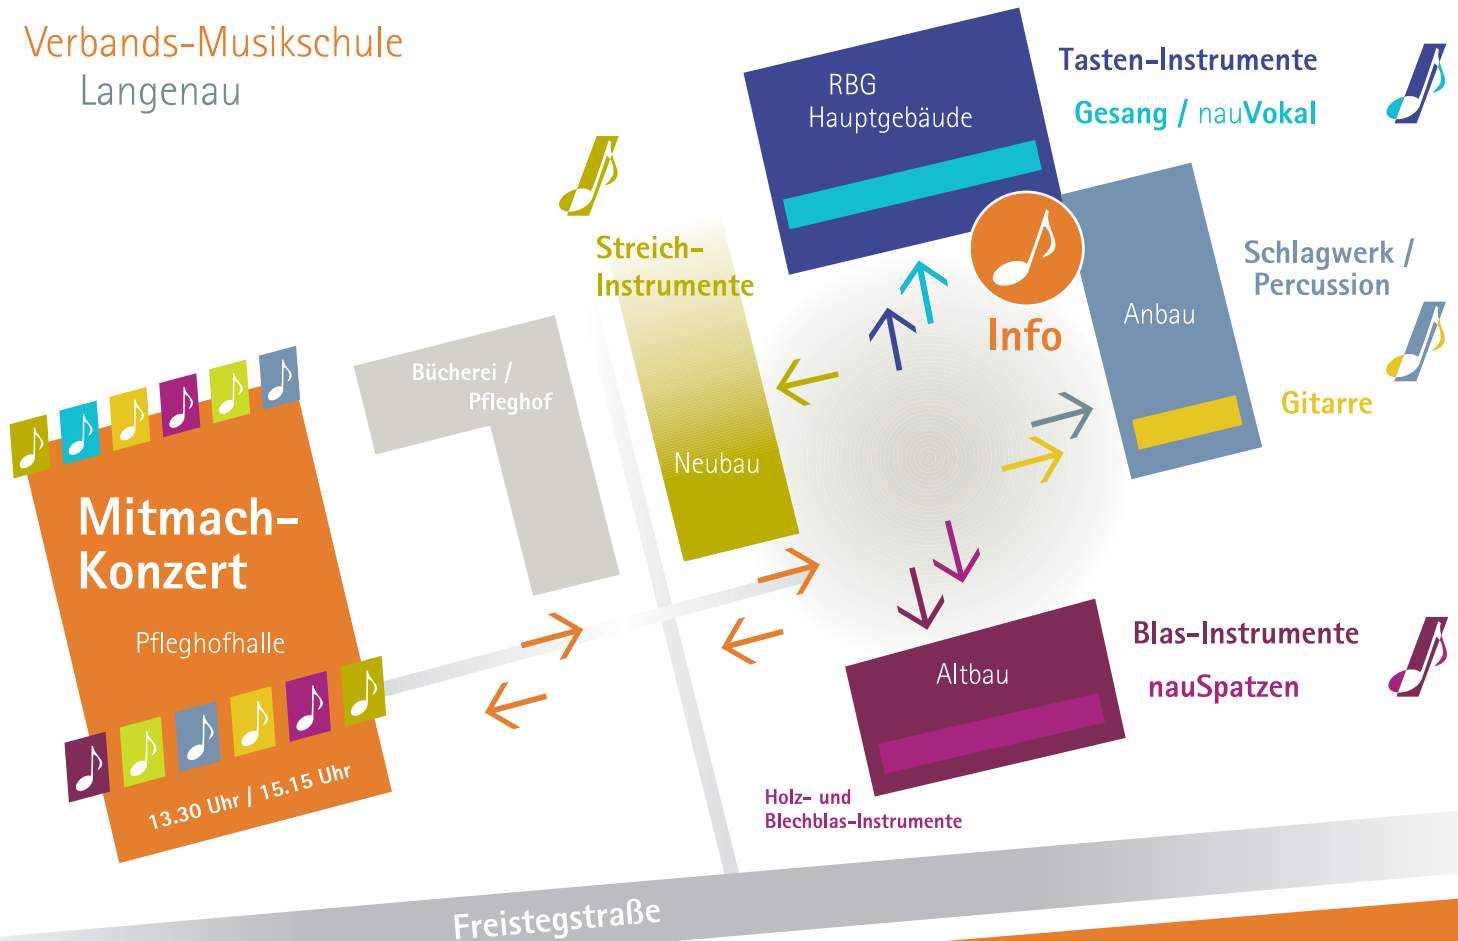 Verbands-Musikschule
Langenau
RBG
Hauptgebäude
Tasten-Instrumente
Gesang / nauVokal
Streich-
Instrumente
Info
Anbau
Schlagwerk /
Percussion
Gitarre
Bücherei /
Pfleghof
Neubau
Mitmach-
Konzert
Pfleghofhalle
13.30 Uhr / 15.15 Uhr
Altbau
Blas-Instrumente
nauSpatzen
Holz- und
Blechblas-Instrumente
Freistegstraße